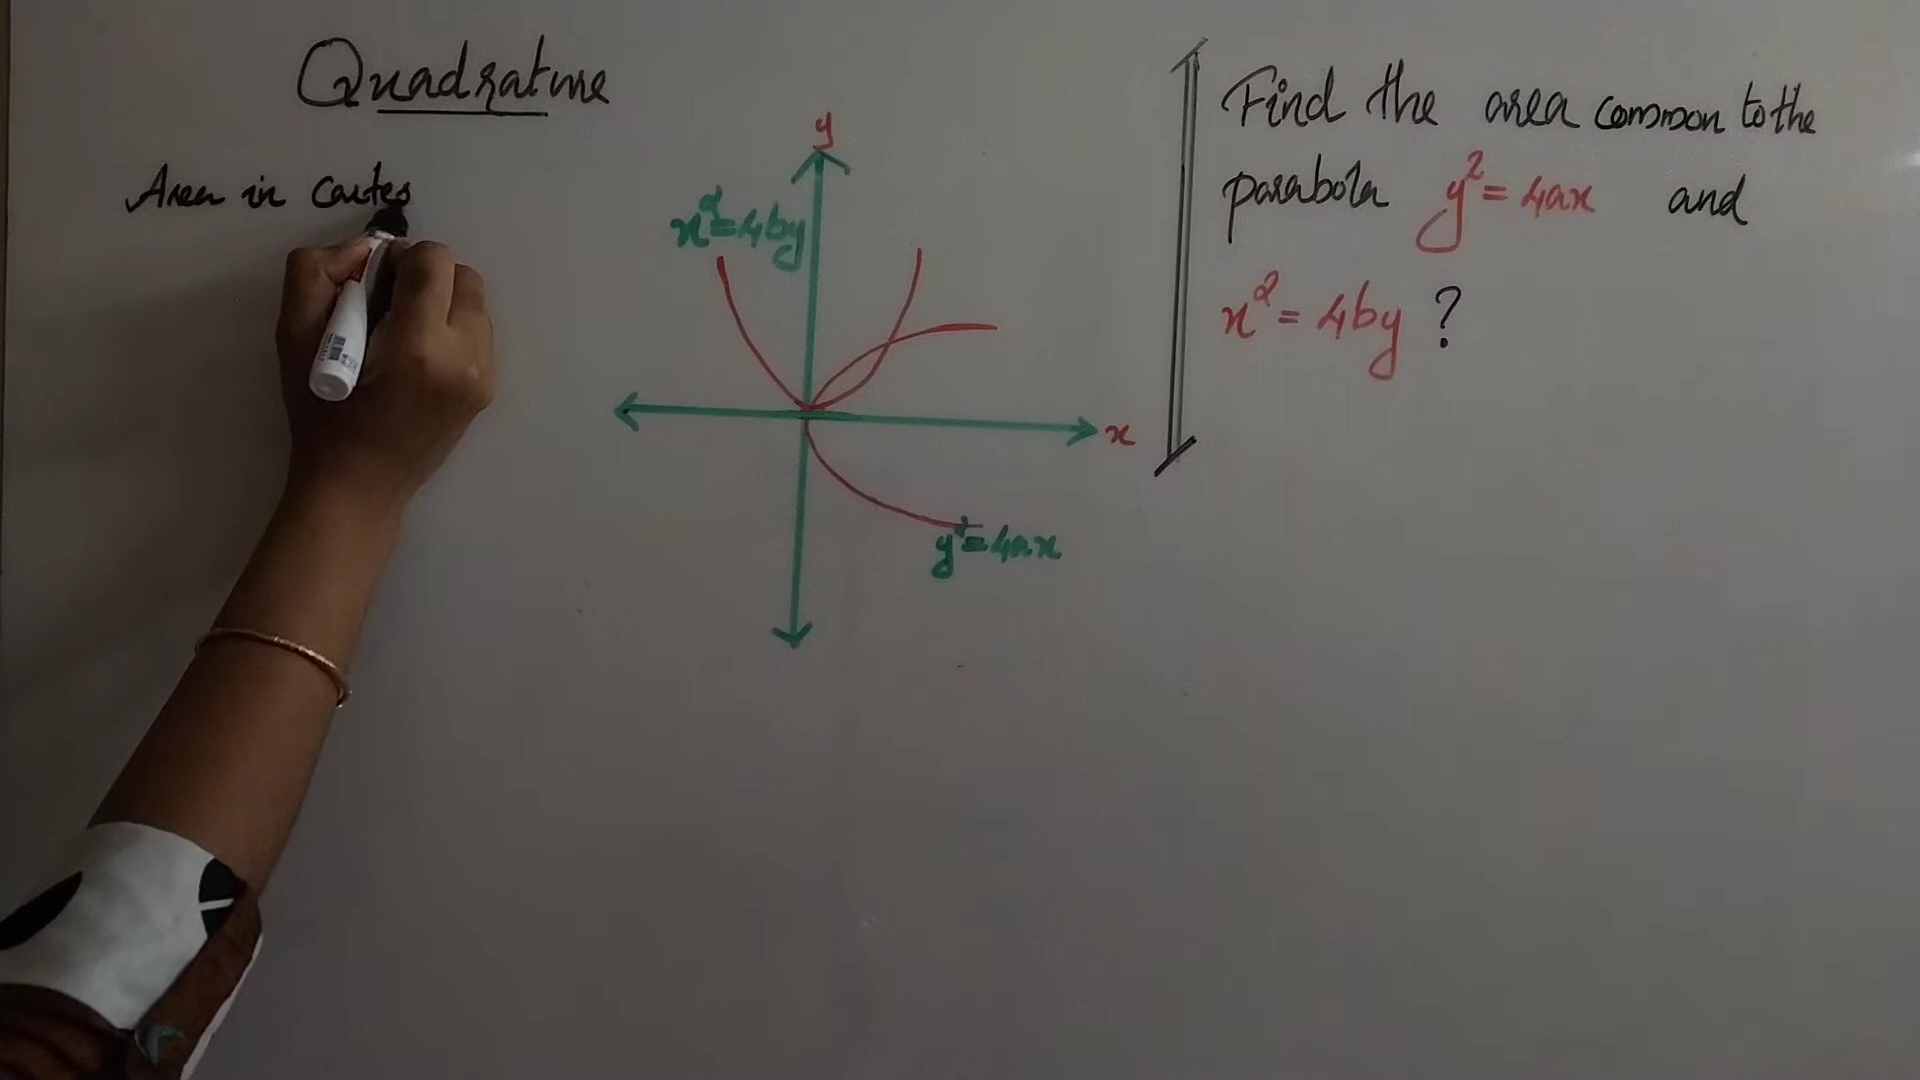 Quadrature
Area in Cartes
y
x² = 4by
x
y² = 4ax
Find the area common to the
parabola y² = 4ax and
x² = 4by ?